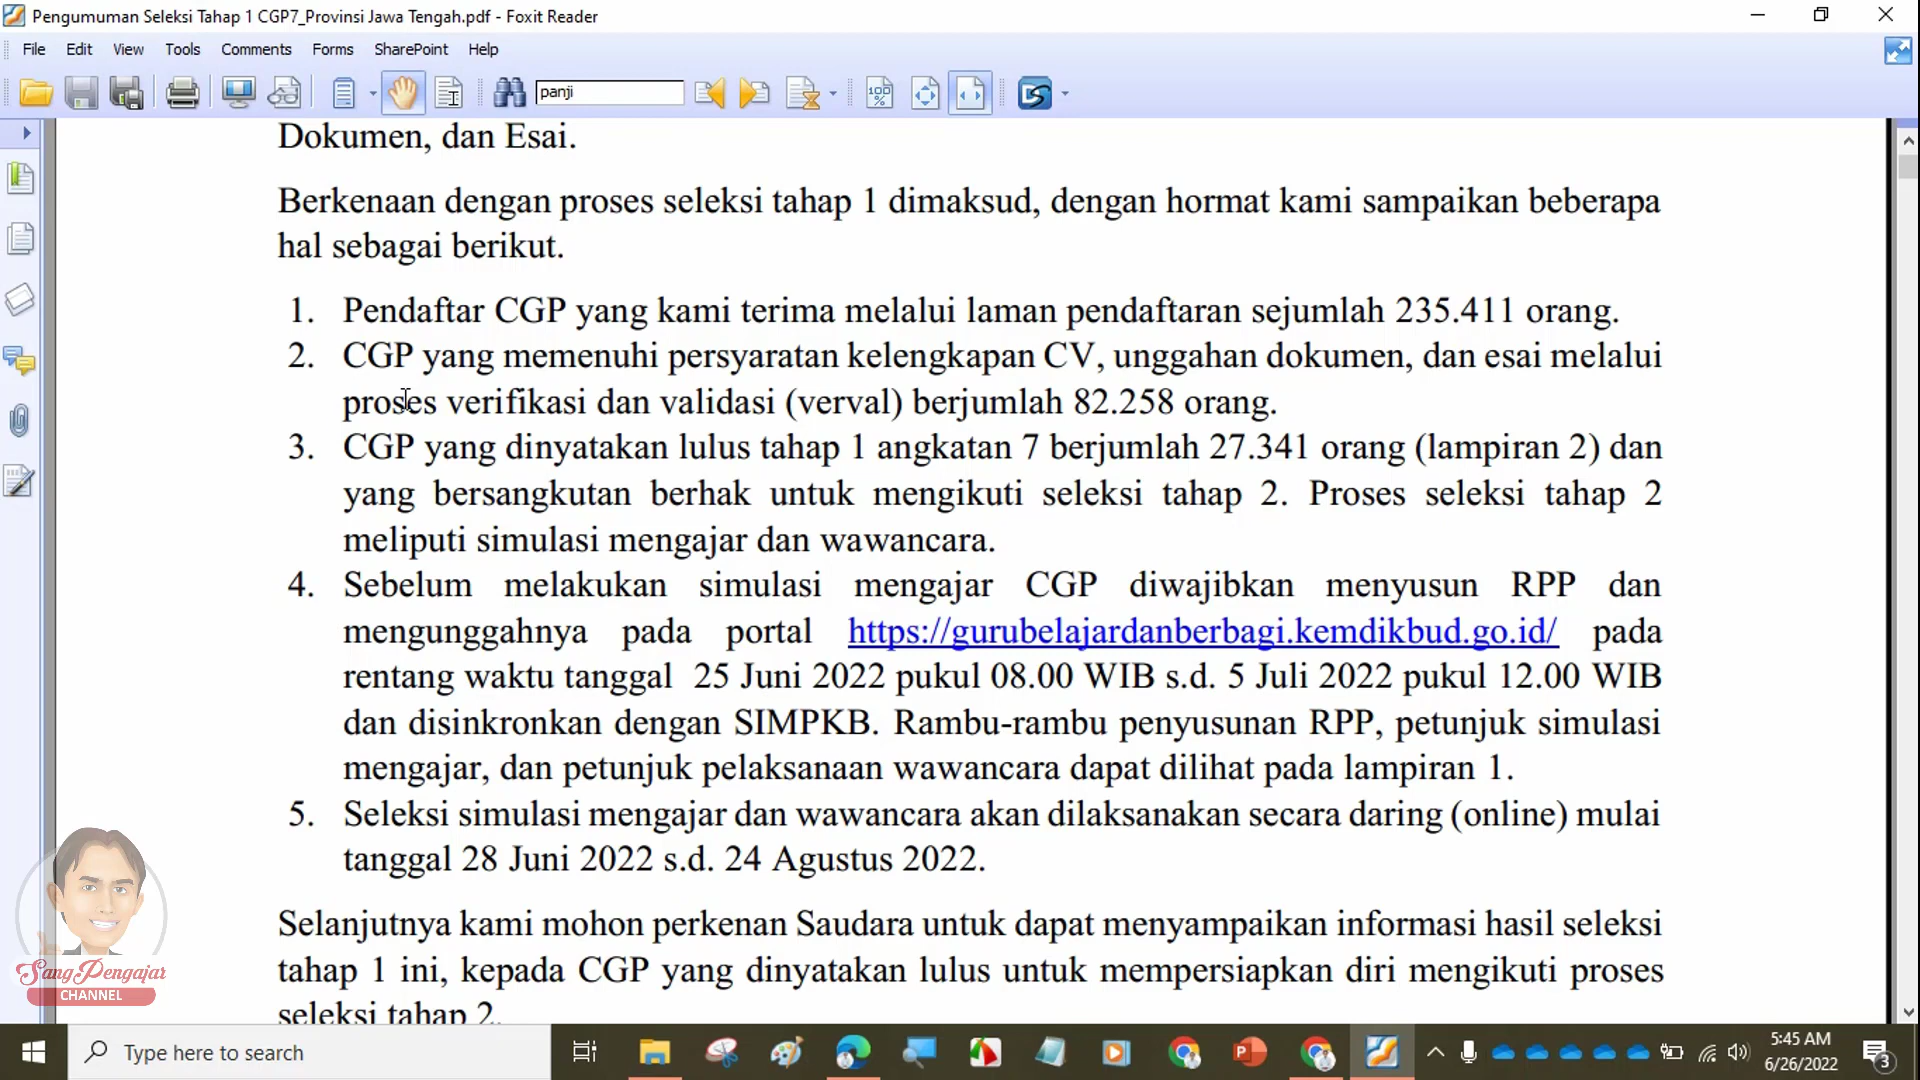 Pengumuman Seleksi Tahap 1 CGP7_Provinsi Jawa Tengah.pdf - Foxit Reader
File Edit View Tools Comments Forms SharePoint Help
panji
Dokumen, dan Esai.
Berkenaan dengan proses seleksi tahap 1 dimaksud, dengan hormat kami sampaikan beberapa
hal sebagai berikut.
1. Pendaftar CGP yang kami terima melalui laman pendaftaran sejumlah 235.411 orang.
2. CGP yang memenuhi persyaratan kelengkapan CV, unggahan dokumen, dan esai melalui
proses verifikasi dan validasi (verval) berjumlah 82.258 orang.
3. CGP yang dinyatakan lulus tahap 1 angkatan 7 berjumlah 27.341 orang (lampiran 2) dan
yang bersangkutan berhak untuk mengikuti seleksi tahap 2. Proses seleksi tahap 2
meliputi simulasi mengajar dan wawancara.
4. Sebelum melakukan simulasi mengajar CGP diwajibkan menyusun RPP dan
mengunggahnya pada portal https://gurubelajardanberbagi.kemdikbud.go.id/ pada
rentang waktu tanggal 25 Juni 2022 pukul 08.00 WIB s.d. 5 Juli 2022 pukul 12.00 WIB
dan disinkronkan dengan SIMPKB. Rambu-rambu penyusunan RPP, petunjuk simulasi
mengajar, dan petunjuk pelaksanaan wawancara dapat dilihat pada lampiran 1.
5. Seleksi simulasi mengajar dan wawancara akan dilaksanakan secara daring (online) mulai
tanggal 28 Juni 2022 s.d. 24 Agustus 2022.
Selanjutnya kami mohon perkenan Saudara untuk dapat menyampaikan informasi hasil seleksi
tahap 1 ini, kepada CGP yang dinyatakan lulus untuk mempersiapkan diri mengikuti proses
seleksi tahap 2.
SangPengajar
CHANNEL
Type here to search
5:45 AM
6/26/2022
3